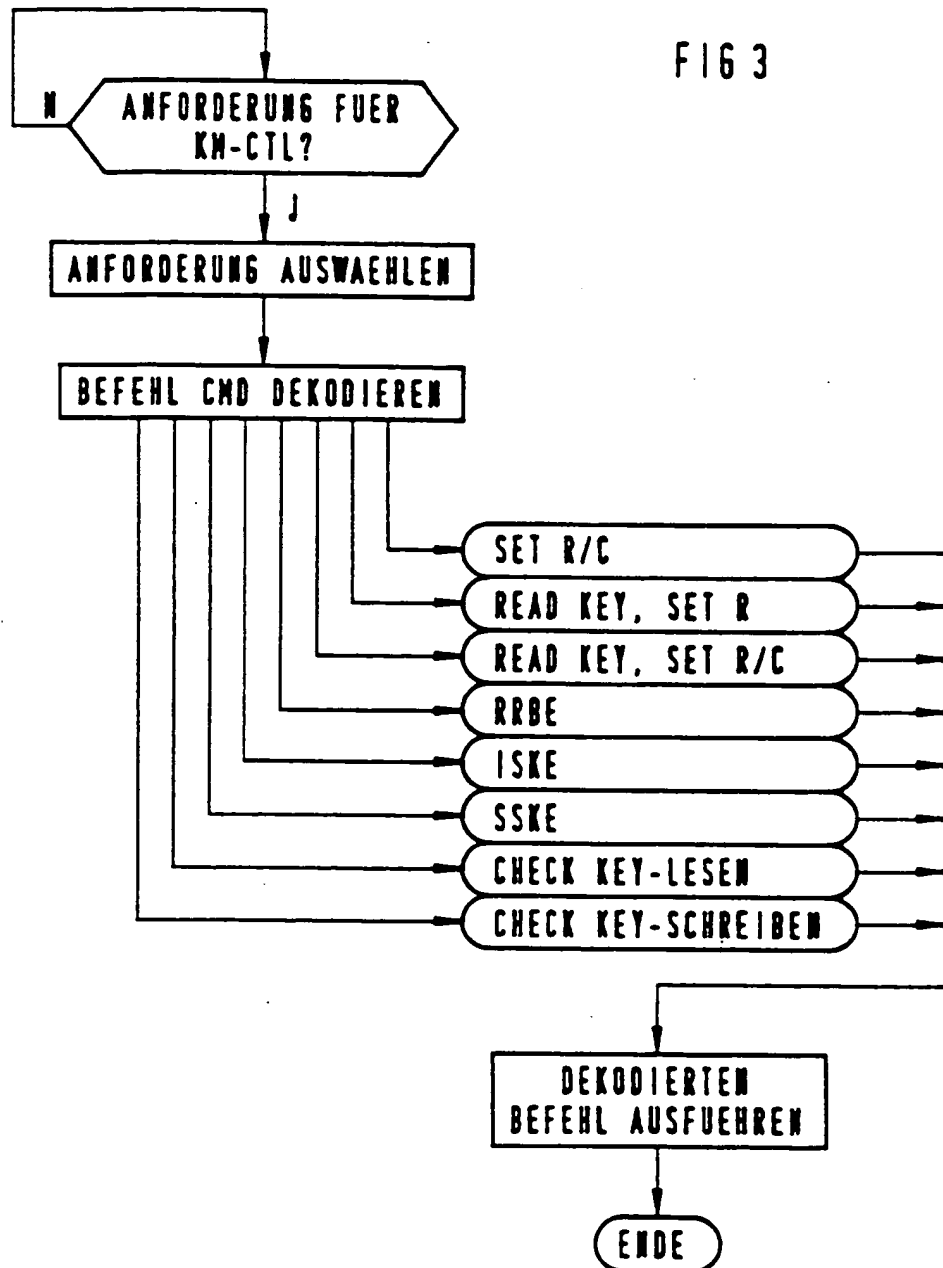 FIG 3
N
ANFORDERUNG FUER
KM-CTL?
J
ANFORDERUNG AUSWAEHLEN
BEFEHL CMD DEKODIEREN
SET R/C
READ KEY, SET R
READ KEY, SET R/C
RRBE
ISKE
SSKE
CHECK KEY-LESEN
CHECK KEY-SCHREIBEN
DEKODIERTEN
BEFEHL AUSFUEHREN
ENDE